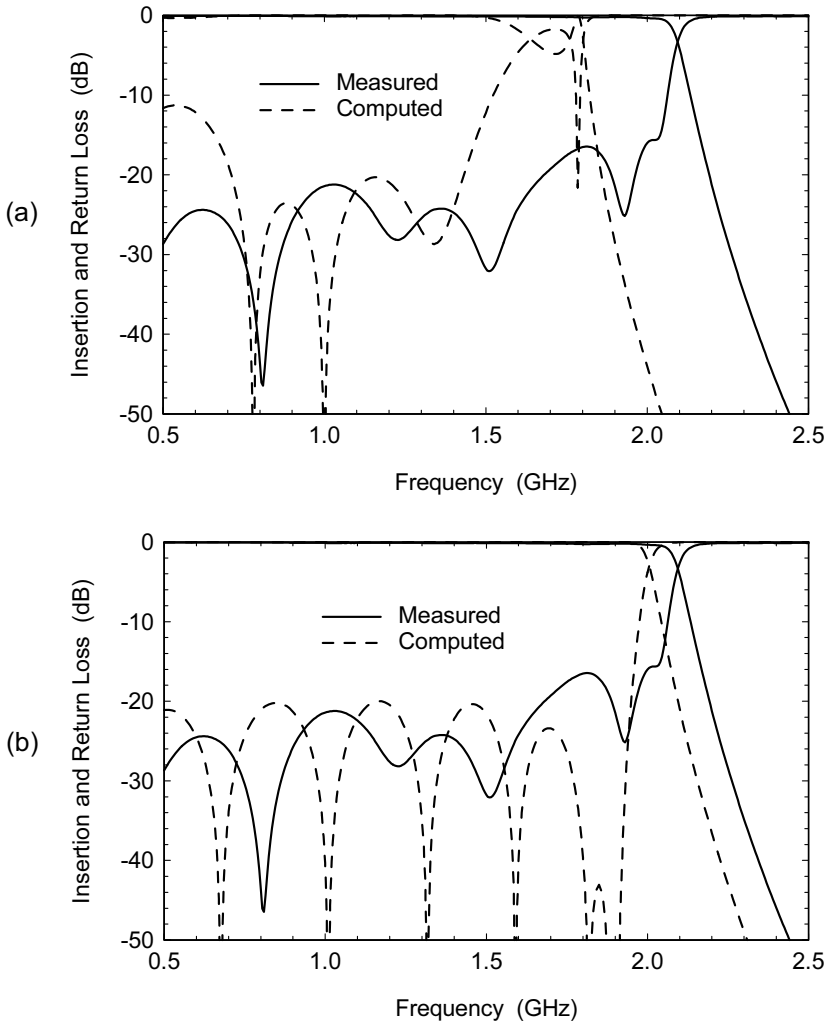 (a)
Insertion and Return Loss (dB)
0
-10
-20
-30
-40
-50
Measured
Computed
0.5 1.0 1.5 2.0 2.5
Frequency (GHz)
(b)
Insertion and Return Loss (dB)
0
-10
-20
-30
-40
-50
Measured
Computed
0.5 1.0 1.5 2.0 2.5
Frequency (GHz)